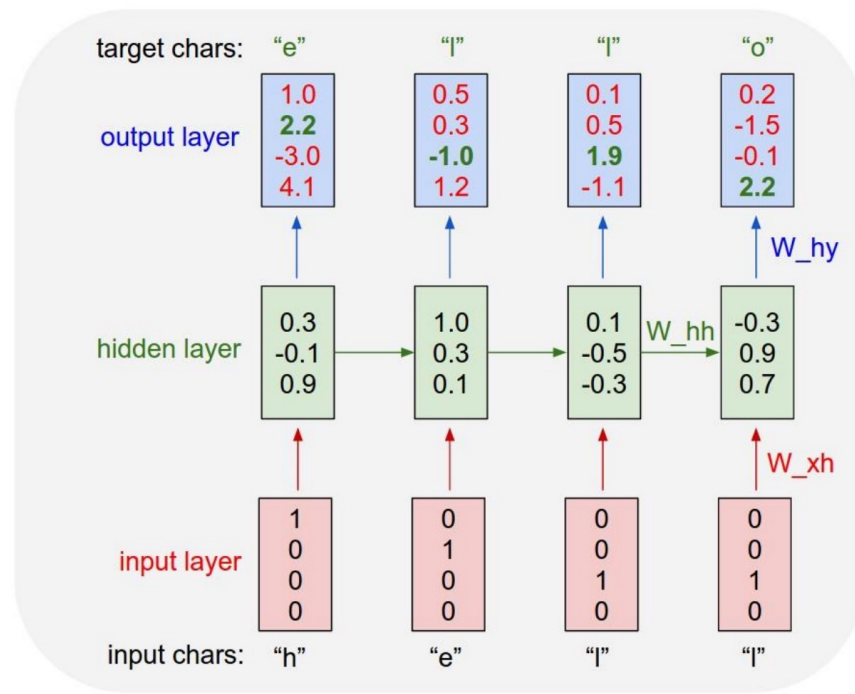 target chars: “e” “l” “l” “o”
1.0 0.5 0.1 0.2
2.2 0.3 0.5 -1.5
output layer
-3.0 -1.0 1.9 -0.1
4.1 1.2 -1.1 2.2
W_hy
0.3 1.0 0.1 -0.3
W_hh
hidden layer -0.1 0.3 -0.5 0.9
0.9 0.1 -0.3 0.7
W_xh
1 0 0 0
0 1 0 0
input layer
0 0 1 1
0 0 0 0
input chars: “h” “e” “l” “l”